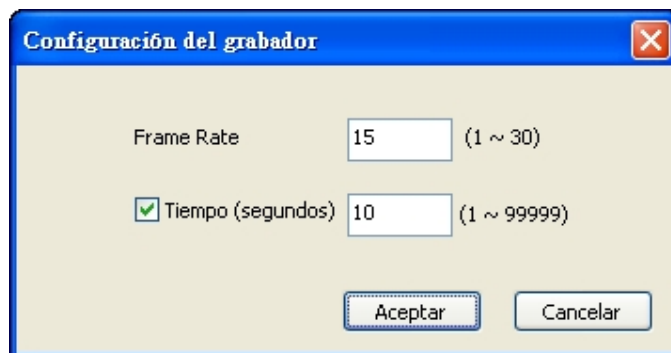 Configuración del grabador
Frame Rate 15 (1 ~ 30)
Tiempo (segundos) 10 (1 ~ 99999)
Aceptar Cancelar